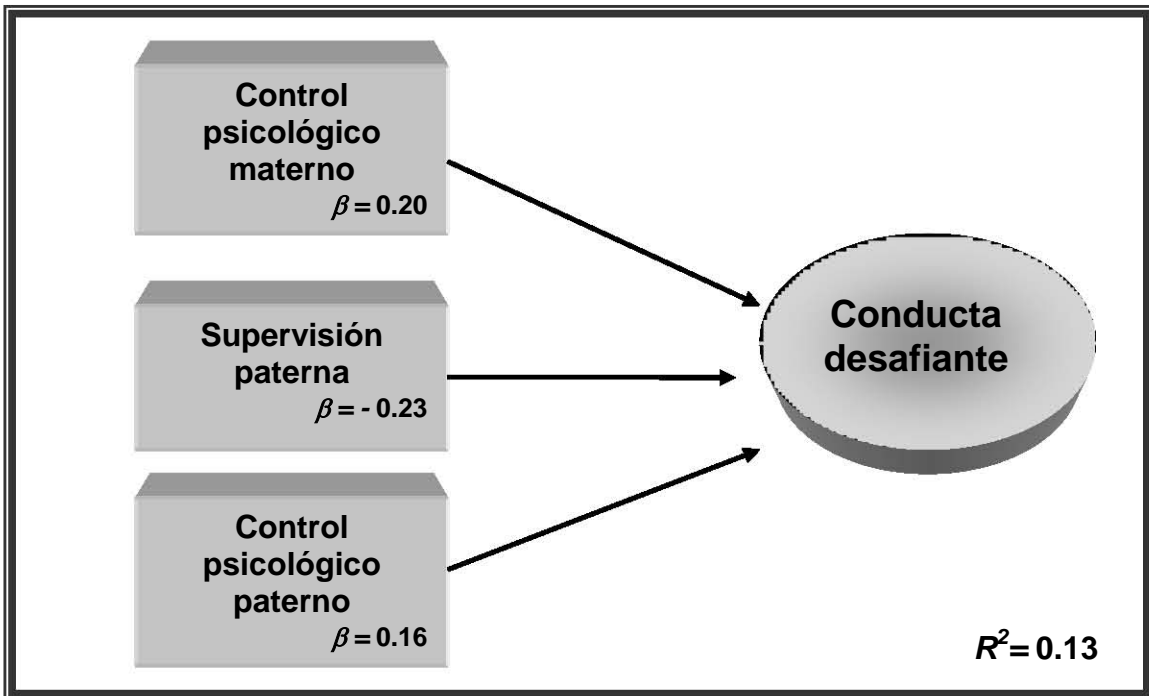 Control
psicológico
materno
β = 0.20
Supervisión
paterna
β = - 0.23
Control
psicológico
paterno
β = 0.16
Conducta
desafiante
R²= 0.13